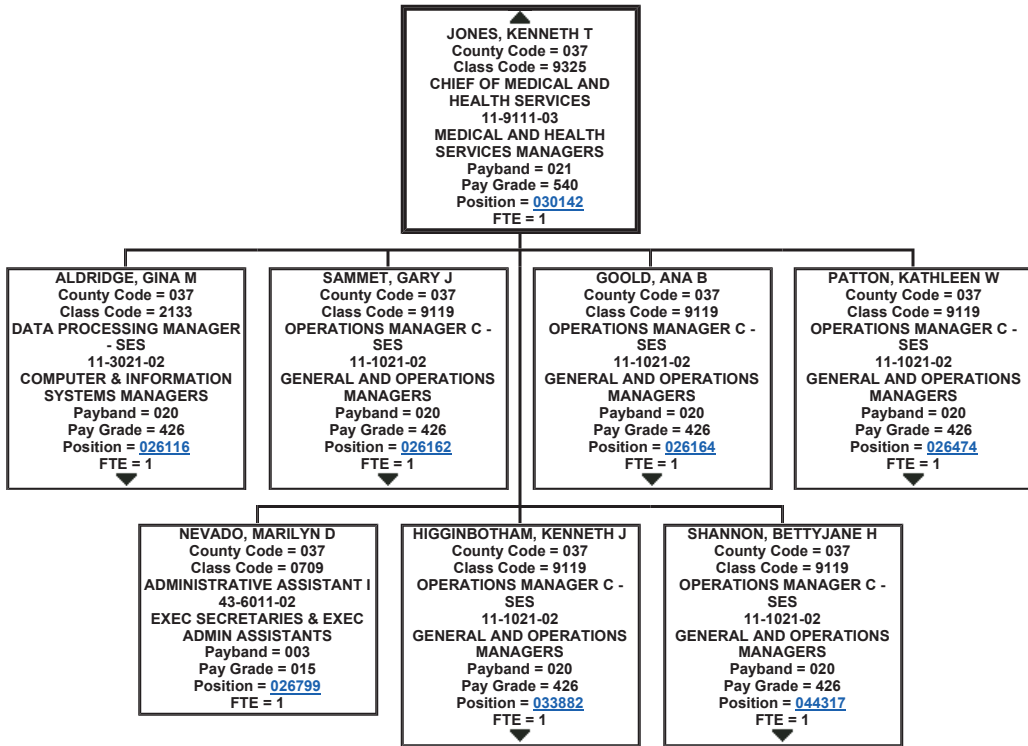 JONES, KENNETH T
County Code = 037
Class Code = 9325
CHIEF OF MEDICAL AND
HEALTH SERVICES
11-9111-03
MEDICAL AND HEALTH
SERVICES MANAGERS
Payband = 021
Pay Grade = 540
Position = 030142
FTE = 1
ALDRIDGE, GINA M
County Code = 037
Class Code = 2133
DATA PROCESSING MANAGER
- SES
11-3021-02
COMPUTER & INFORMATION
SYSTEMS MANAGERS
Payband = 020
Pay Grade = 426
Position = 026116
FTE = 1
SAMMET, GARY J
County Code = 037
Class Code = 9119
OPERATIONS MANAGER C -
SES
11-1021-02
GENERAL AND OPERATIONS
MANAGERS
Payband = 020
Pay Grade = 426
Position = 026162
FTE = 1
GOOLD, ANA B
County Code = 037
Class Code = 9119
OPERATIONS MANAGER C -
SES
11-1021-02
GENERAL AND OPERATIONS
MANAGERS
Payband = 020
Pay Grade = 426
Position = 026164
FTE = 1
PATTON, KATHLEEN W
County Code = 037
Class Code = 9119
OPERATIONS MANAGER C -
SES
11-1021-02
GENERAL AND OPERATIONS
MANAGERS
Payband = 020
Pay Grade = 426
Position = 026474
FTE = 1
NEVADO, MARILYN D
County Code = 037
Class Code = 0709
ADMINISTRATIVE ASSISTANT I
43-6011-02
EXEC SECRETARIES & EXEC
ADMIN ASSISTANTS
Payband = 003
Pay Grade = 015
Position = 026799
FTE = 1
HIGGINBOTHAM, KENNETH J
County Code = 037
Class Code = 9119
OPERATIONS MANAGER C -
SES
11-1021-02
GENERAL AND OPERATIONS
MANAGERS
Payband = 020
Pay Grade = 426
Position = 033882
FTE = 1
SHANNON, BETTYJANE H
County Code = 037
Class Code = 9119
OPERATIONS MANAGER C -
SES
11-1021-02
GENERAL AND OPERATIONS
MANAGERS
Payband = 020
Pay Grade = 426
Position = 044317
FTE = 1